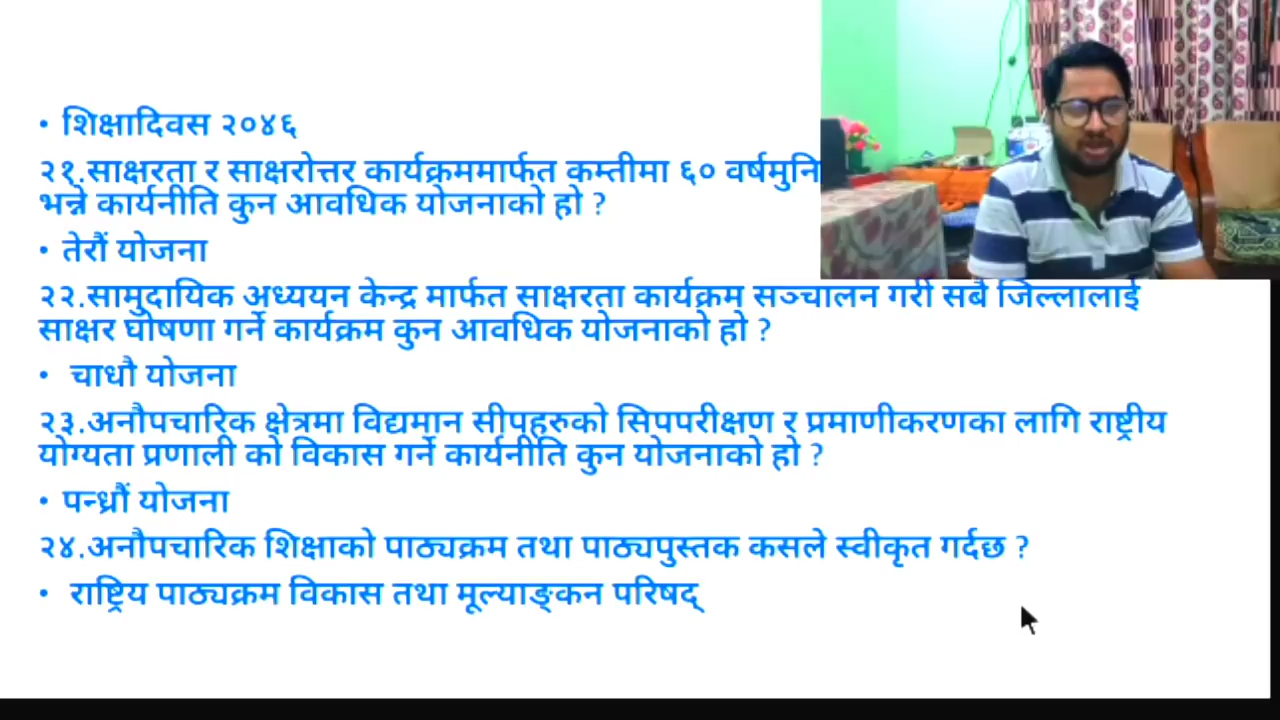 • शिक्षादिवस २०४६
२१.साक्षरता र साक्षरोत्तर कार्यक्रममार्फत कम्तीमा ६० वर्षमुनि
भन्ने कार्यनीति कुन आवधिक योजनाको हो ?
• तेरौं योजना
२२.सामुदायिक अध्ययन केन्द्र मार्फत साक्षरता कार्यक्रम सञ्चालन गरी सबै जिल्लालाई
साक्षर घोषणा गर्ने कार्यक्रम कुन आवधिक योजनाको हो ?
• चाधौ योजना
२३.अनौपचारिक क्षेत्रमा विद्यमान सीपहरुको सिपपरीक्षण र प्रमाणीकरणका लागि राष्ट्रीय
योग्यता प्रणाली को विकास गर्ने कार्यनीति कुन योजनाको हो ?
• पन्ध्रौं योजना
२४.अनौपचारिक शिक्षाको पाठ्यक्रम तथा पाठ्यपुस्तक कसले स्वीकृत गर्दछ ?
• राष्ट्रिय पाठ्यक्रम विकास तथा मूल्याङ्कन परिषद्